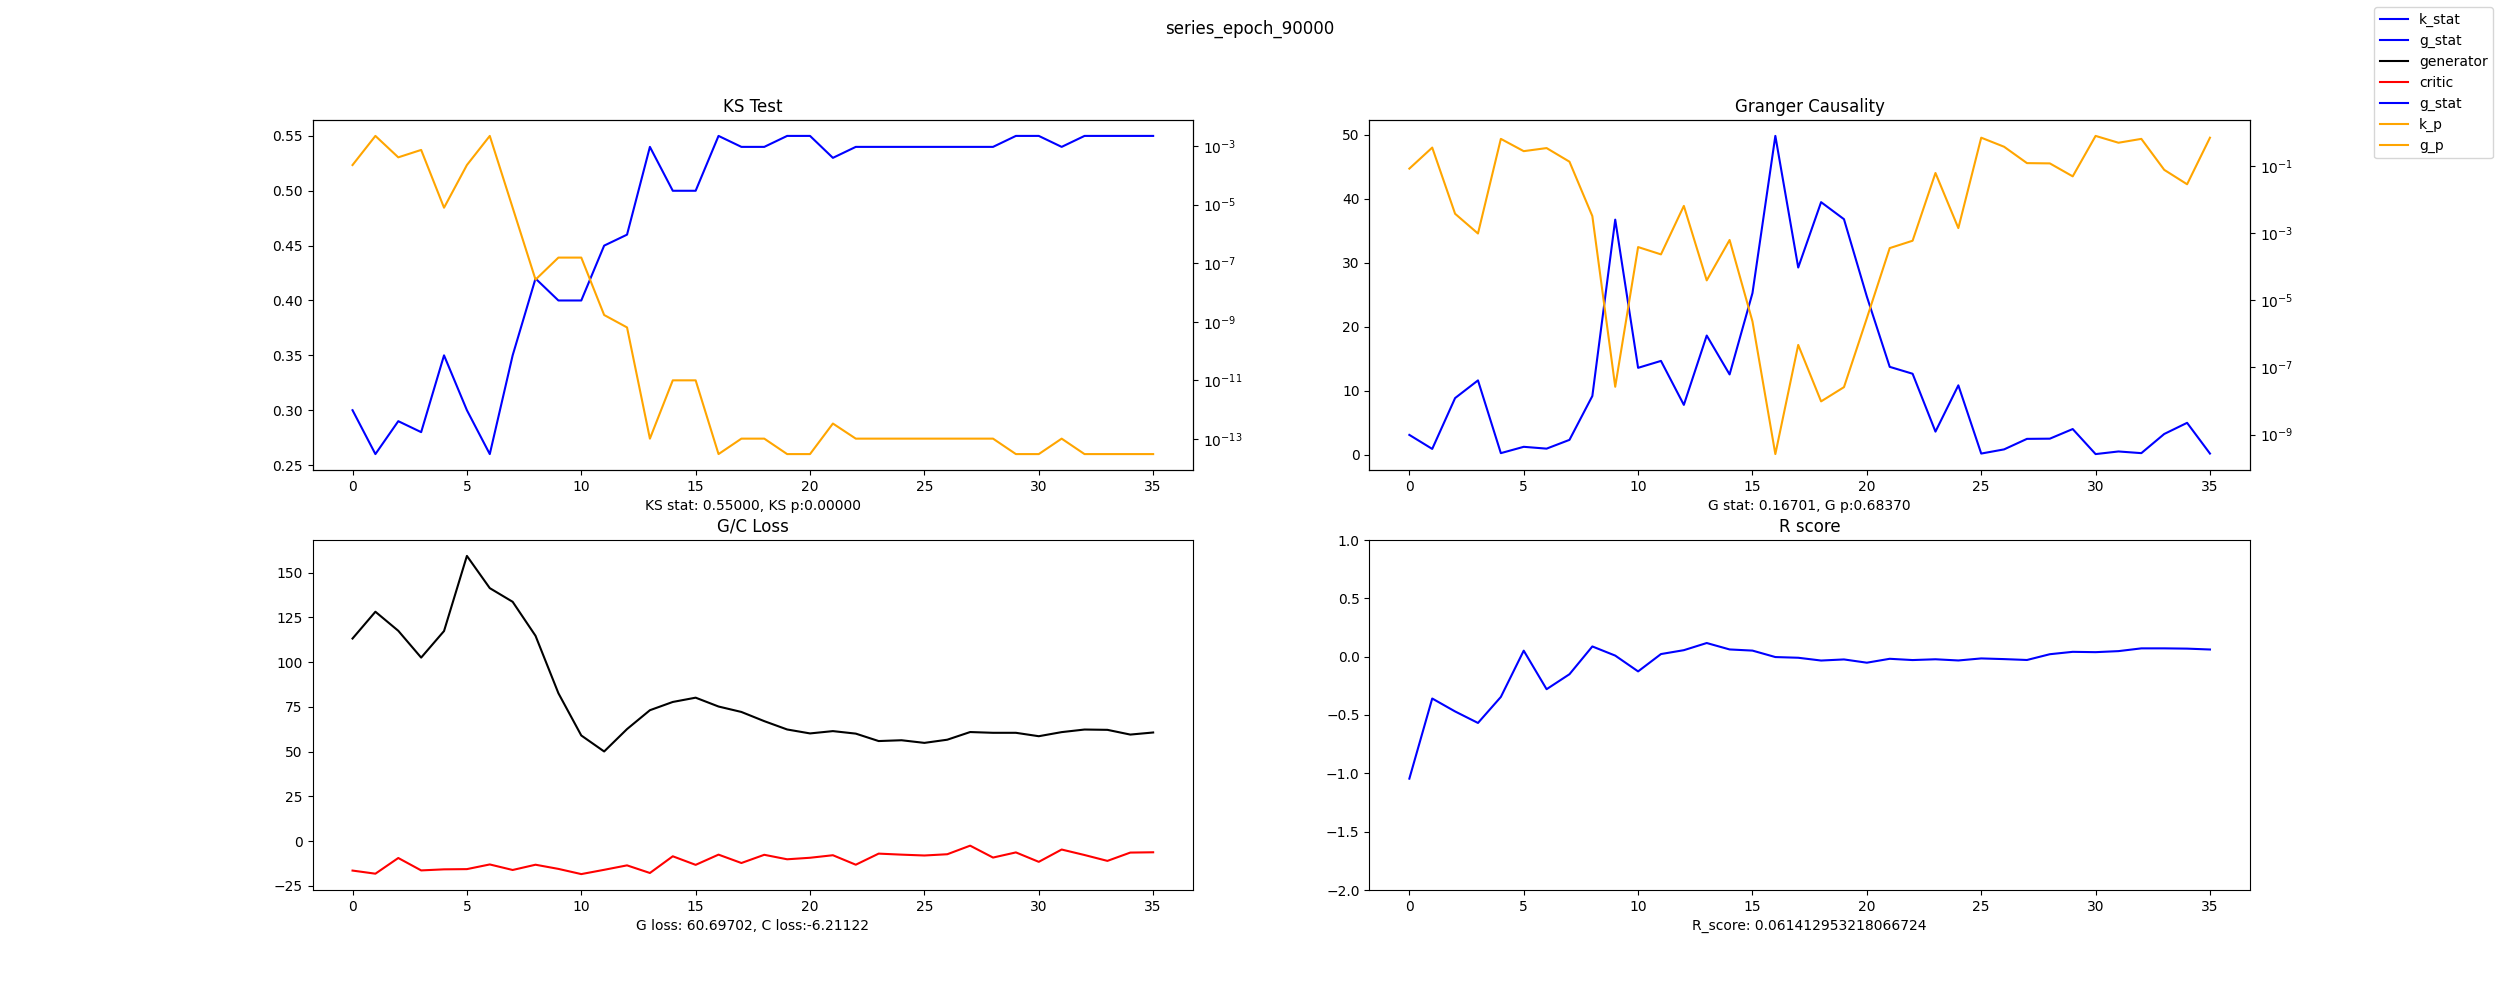 series_epoch_90000
k_stat
g_stat
generator
critic
g_stat
k_p
g_p
KS Test
0.55
0.50
0.45
0.40
0.35
0.30
0.25
10⁻³
10⁻⁵
10⁻⁷
10⁻⁹
10⁻¹¹
10⁻¹³
0 5 10 15 20 25 30 35
KS stat: 0.55000, KS p:0.00000
Granger Causality
50
40
30
20
10
0
10⁻¹
10⁻³
10⁻⁵
10⁻⁷
10⁻⁹
0 5 10 15 20 25 30 35
G stat: 0.16701, G p:0.68370
G/C Loss
150
125
100
75
50
25
0
−25
0 5 10 15 20 25 30 35
G loss: 60.69702, C loss:-6.21122
R score
1.0
0.5
0.0
−0.5
−1.0
−1.5
−2.0
0 5 10 15 20 25 30 35
R_score: 0.061412953218066724